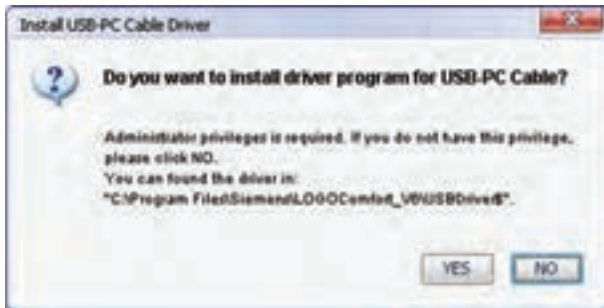 Install USB-PC Cable Driver
Do you want to install driver program for USB-PC Cable?
Administrator privileges is required. If you do not have this privilege,
please click NO.
You can found the driver in:
"C:\Program Files\Siemens\LOGOComfort_V6\USBDriver\".
YES
NO